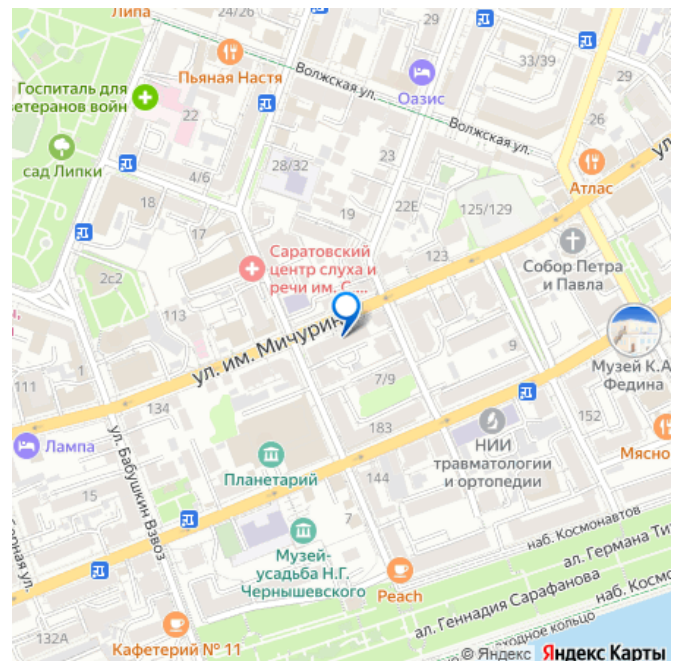 Липа
24/26
29
33/39
Пьяная Настя
Волжская ул.
Оазис
Госпиталь для
ветеранов войн
22
29
26
Волжская ул.
сад Липки
28/32
23
4/6
Атлас
ул.
18
19
22Е
125/129
17
Саратовский
центр слуха и
речи им. С....
123
Собор Петра
и Павла
2с2
113
ул. им. Мичурин
9
Музей К.А
Федина
1
111
7/9
134
152
183
Лампа
НИИ
травматологии
и ортопедии
Мясно
ул. Бабушкин Взвоз
Планетарий
144
15
7
наб. Космонавтов
Музей-
усадьба Н.Г.
Чернышевского
ал. Германа Тит
Peach
ал. Геннадия Сарафанова
наб. Космо
132А
Кафетерий № 11
© Яндекс Яндекс Карты